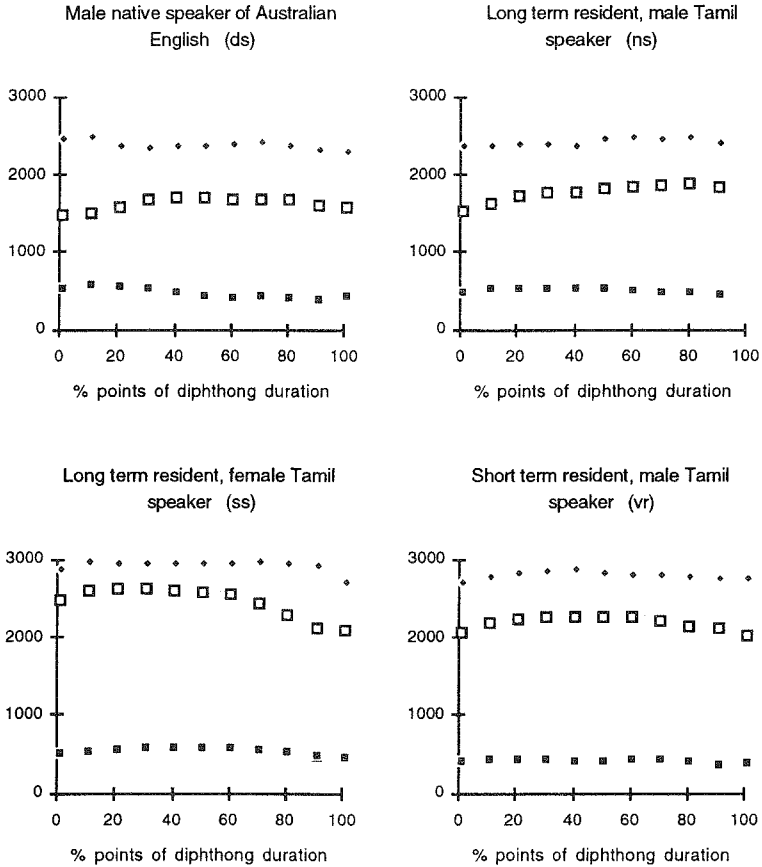 Male native speaker of Australian
English (ds)
3000
2000
1000
0
0 20 40 60 80 100
% points of diphthong duration
Long term resident, male Tamil
speaker (ns)
3000
2000
1000
0
0 20 40 60 80 100
% points of diphthong duration
Long term resident, female Tamil
speaker (ss)
3000
2000
1000
0
0 20 40 60 80 100
% points of diphthong duration
Short term resident, male Tamil
speaker (vr)
3000
2000
1000
0
0 20 40 60 80 100
% points of diphthong duration